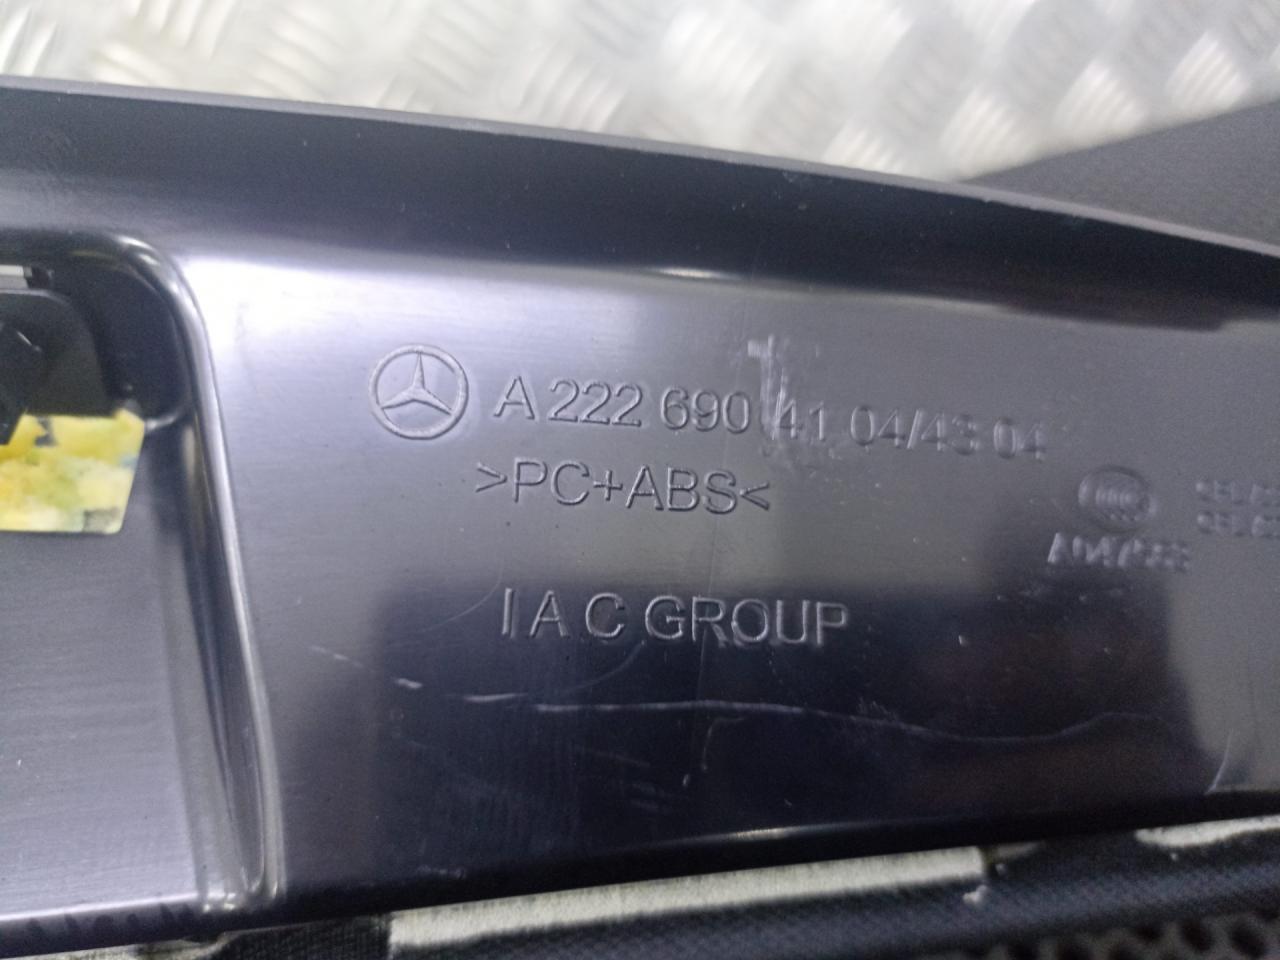 A 222 690 41 04/43 04
>PC+ABS<
I A C GROUP